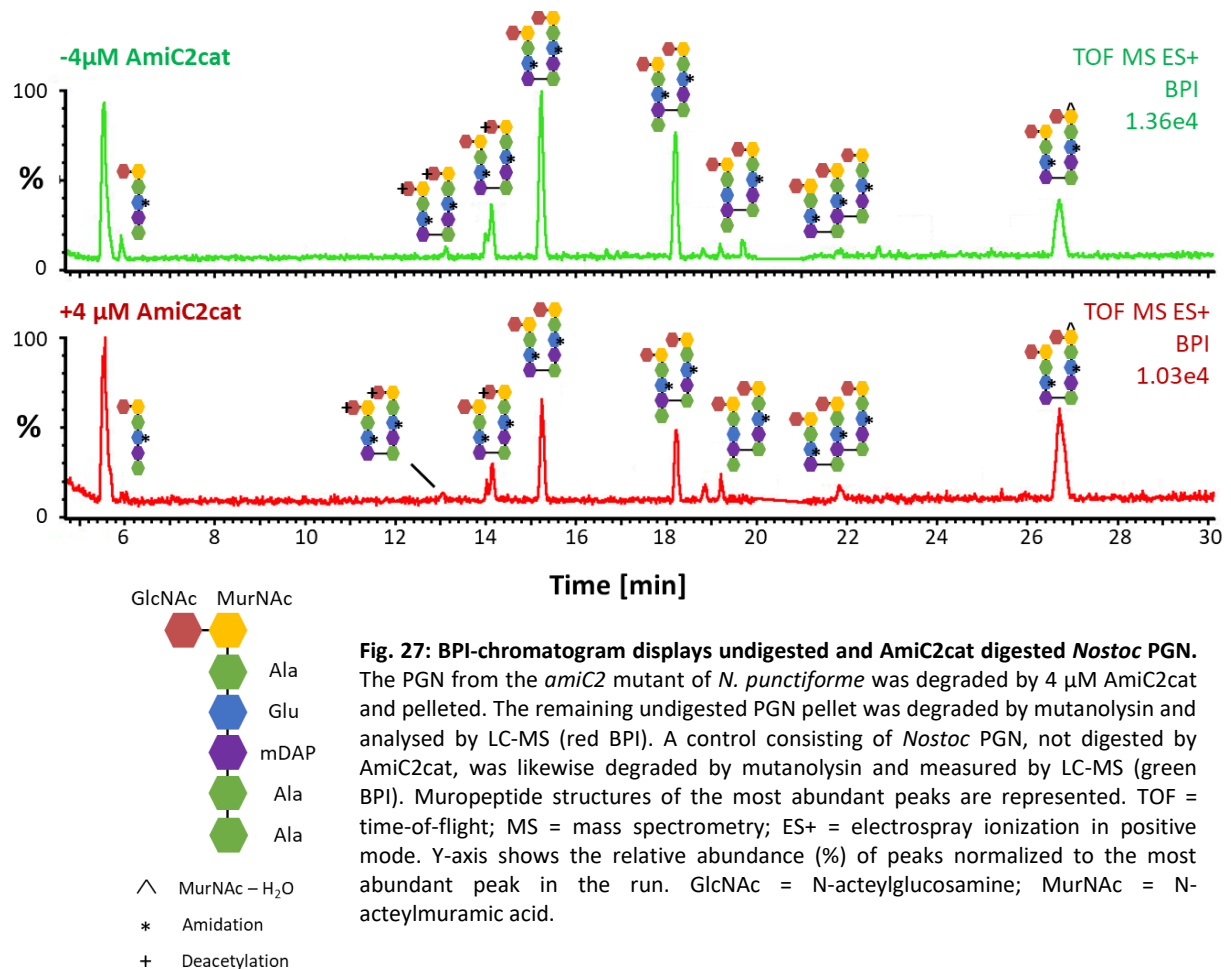 -4µM AmiC2cat
TOF MS ES+
BPI
1.36e4
100
%
0
+4 µM AmiC2cat
TOF MS ES+
BPI
1.03e4
100
%
0
6 8 10 12 14 16 18 20 22 24 26 28 30
Time [min]
GlcNAc MurNAc
Ala
Glu
mDAP
Ala
Ala
^ MurNAc – H₂O
* Amidation
+ Deacetylation
Fig. 27: BPI-chromatogram displays undigested and AmiC2cat digested Nostoc PGN.
The PGN from the amiC2 mutant of N. punctiforme was degraded by 4 µM AmiC2cat
and pelleted. The remaining undigested PGN pellet was degraded by mutanolysin and
analysed by LC-MS (red BPI). A control consisting of Nostoc PGN, not digested by
AmiC2cat, was likewise degraded by mutanolysin and measured by LC-MS (green
BPI). Muropeptide structures of the most abundant peaks are represented. TOF =
time-of-flight; MS = mass spectrometry; ES+ = electrospray ionization in positive
mode. Y-axis shows the relative abundance (%) of peaks normalized to the most
abundant peak in the run. GlcNAc = N-acteylglucosamine; MurNAc = N-
acteylmuramic acid.